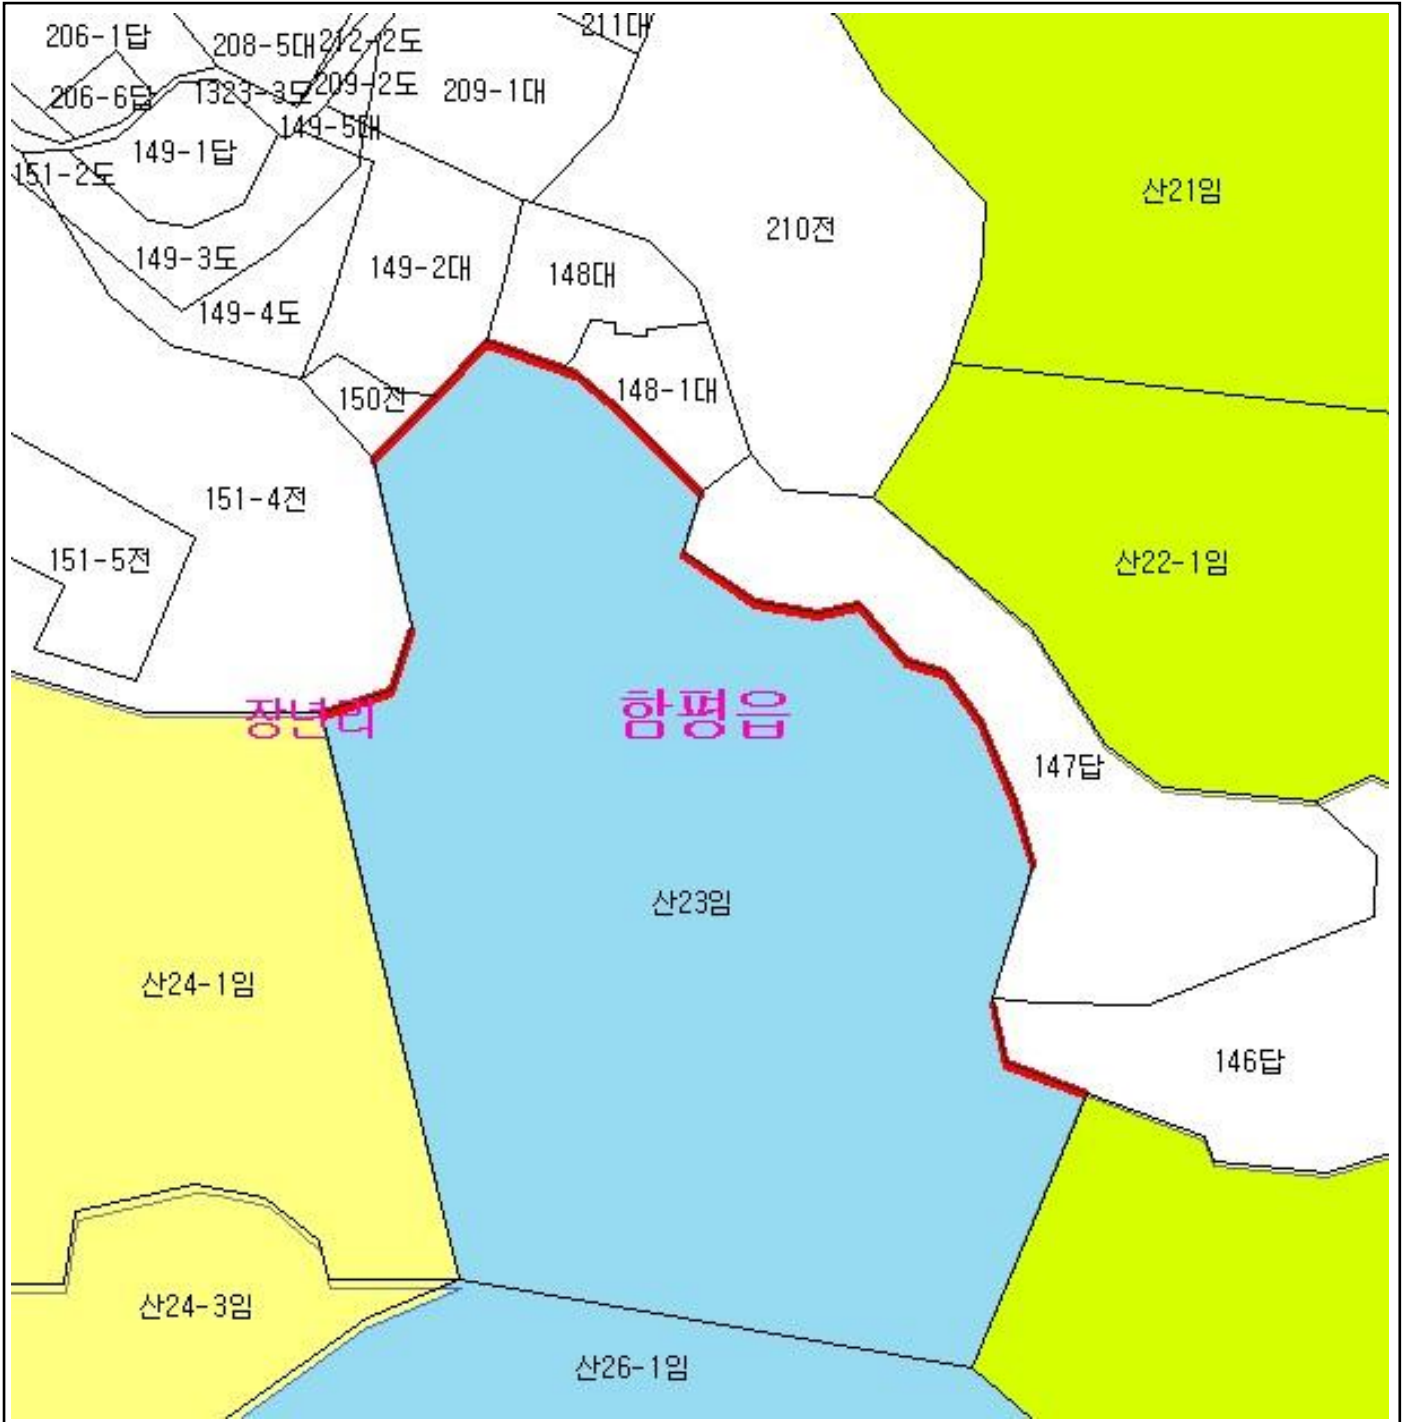 206-1답
208-5대
212-2도
211대
206-6답
1323-3도
209-2도
209-1대
149-5대
149-1답
151-2도
산21임
210전
149-3도
149-2대
148대
149-4도
150전
148-1대
151-4전
151-5전
산22-1임
장년리
함평읍
147답
산23임
산24-1임
146답
산24-3임
산26-1임